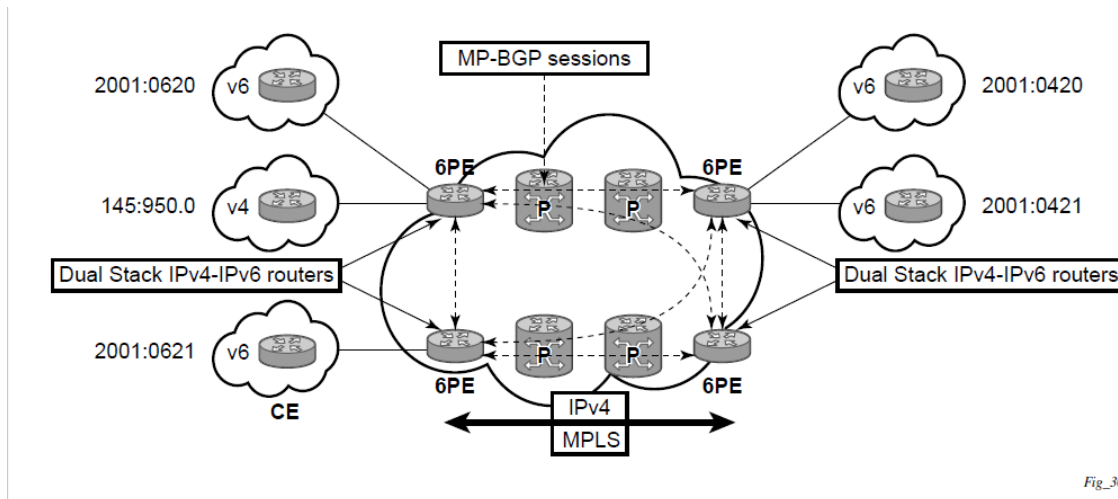 MP-BGP sessions
2001:0620
v6
v6
2001:0420
6PE
6PE
145:950.0
v4
P
P
v6
2001:0421
Dual Stack IPv4-IPv6 routers
Dual Stack IPv4-IPv6 routers
2001:0621
v6
P
P
CE
6PE
6PE
IPv4
MPLS